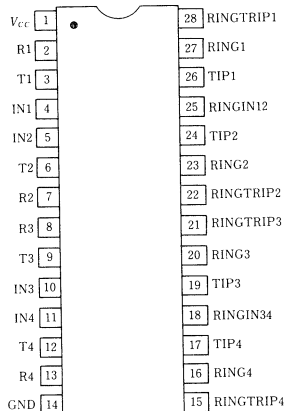 VCC 1 28 RINGTRIP1
R1 2 27 RING1
T1 3 26 TIP1
IN1 4 25 RINGIN12
IN2 5 24 TIP2
T2 6 23 RING2
R2 7 22 RINGTRIP2
R3 8 21 RINGTRIP3
T3 9 20 RING3
IN3 10 19 TIP3
IN4 11 18 RINGIN34
T4 12 17 TIP4
R4 13 16 RING4
GND 14 15 RINGTRIP4